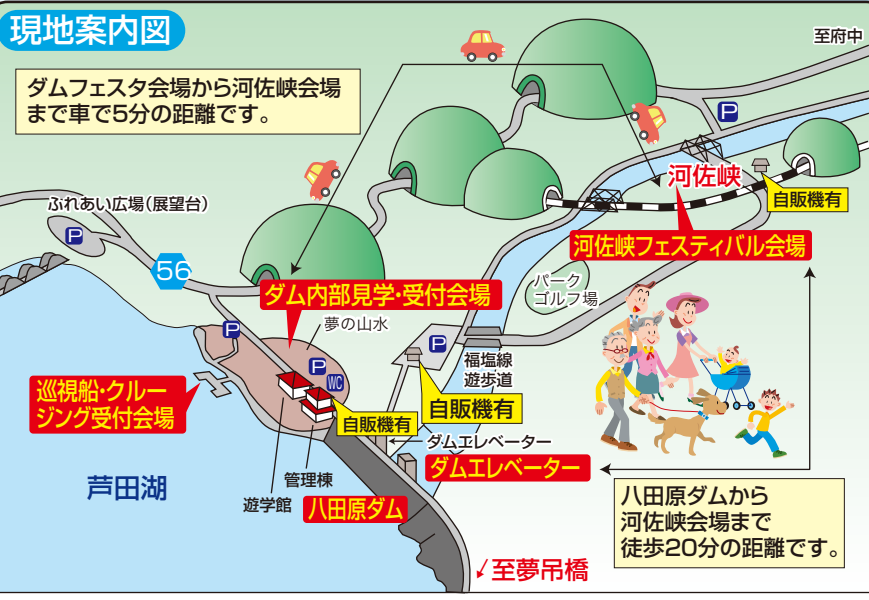 現地案内図
至府中
ダムフェスタ会場から河佐峡会場
まで車で5分の距離です。
P
河佐峡
自販機有
ふれあい広場(展望台)
P
河佐峡フェスティバル会場
56
パーク
ゴルフ場
ダム内部見学・受付会場
夢の山水
P
P
福塩線
遊歩道
P
WC
巡視船・クルー
ジング受付会場
自販機有
自販機有
ダムエレベーター
ダムエレベーター
芦田湖
管理棟
遊学館
八田原ダム
八田原ダムから
河佐峡会場まで
徒歩20分の距離です。
至夢吊橋